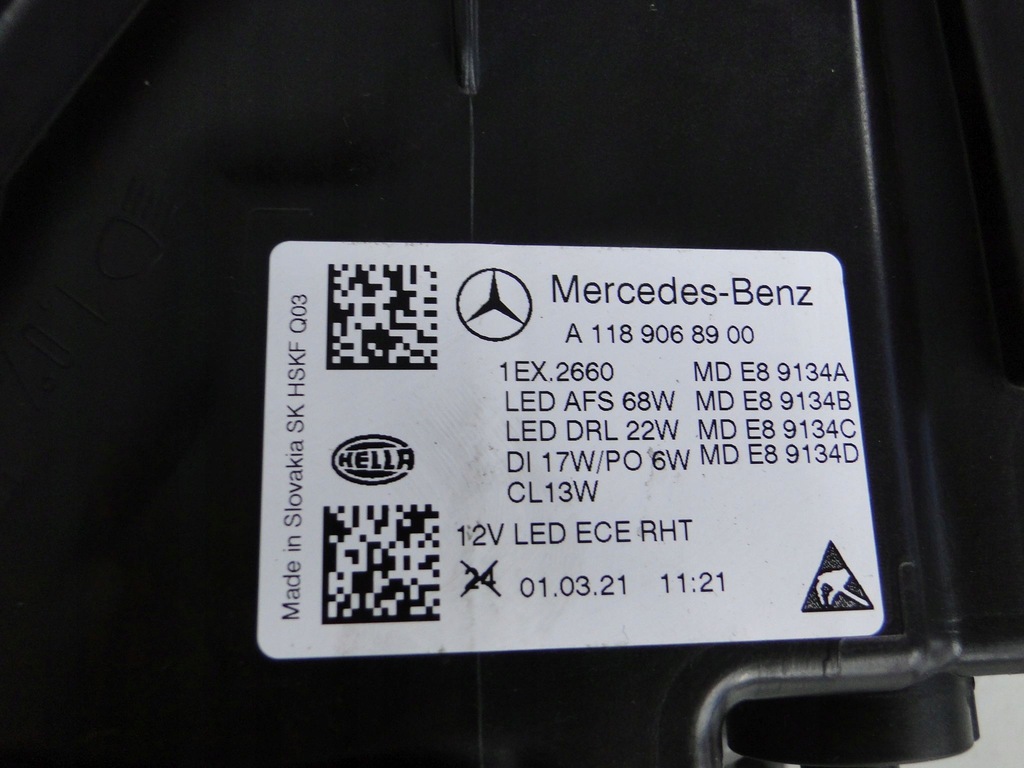 Mercedes-Benz
A 118 906 89 00
1EX.2660 MD E8 9134A
LED AFS 68W MD E8 9134B
LED DRL 22W MD E8 9134C
DI 17W/PO 6W MD E8 9134D
CL13W
12V LED ECE RHT
24 01.03.21 11:21
HELLA
Made in Slovakia SK HSKF Q03